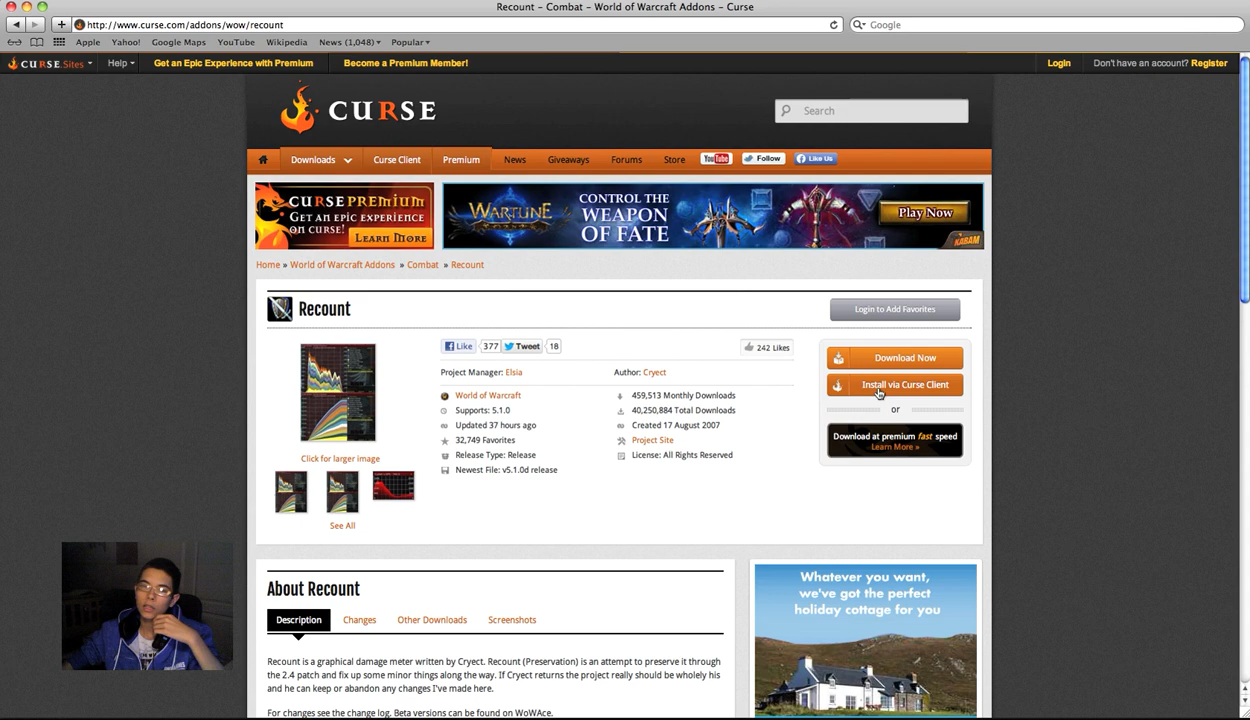 Recount - Combat - World of Warcraft Addons - Curse
http://www.curse.com/addons/wow/recount
Google
Apple Yahoo! Google Maps YouTube Wikipedia News (1,048) Popular
CURSE.Sites Help Get an Epic Experience with Premium Become a Premium Member! Login Don't have an account? Register
CURSE
Search
Downloads Curse Client Premium News Giveaways Forums Store You Tube Follow Like Us
CURSE PREMIUM
GET AN EPIC EXPERIENCE
ON CURSE!
LEARN MORE
WARTUNE
CONTROL THE
WEAPON
OF FATE
Play Now
KABAM
Home » World of Warcraft Addons » Combat » Recount
Recount
Login to Add Favorites
Like 377 Tweet 18
242 Likes
Project Manager: Elsia
Author: Cryect
World of Warcraft
459,513 Monthly Downloads
Supports: 5.1.0
40,250,884 Total Downloads
Updated 37 hours ago
Created 17 August 2007
32,749 Favorites
Project Site
Release Type: Release
License: All Rights Reserved
Newest File: v5.1.0d release
Download Now
Install via Curse Client
or
Download at premium fast speed
Learn More »
Click for larger image
See All
About Recount
Description Changes Other Downloads Screenshots
Recount is a graphical damage meter written by Cryect. Recount (Preservation) is an attempt to preserve it through
the 2.4 patch and fix up some minor things along the way. If Cryect returns the project really should be wholely his
and he can keep or abandon any changes I've made here.
For changes see the change log. Beta versions can be found on WoWAce.
Whatever you want,
we've got the perfect
holiday cottage for you